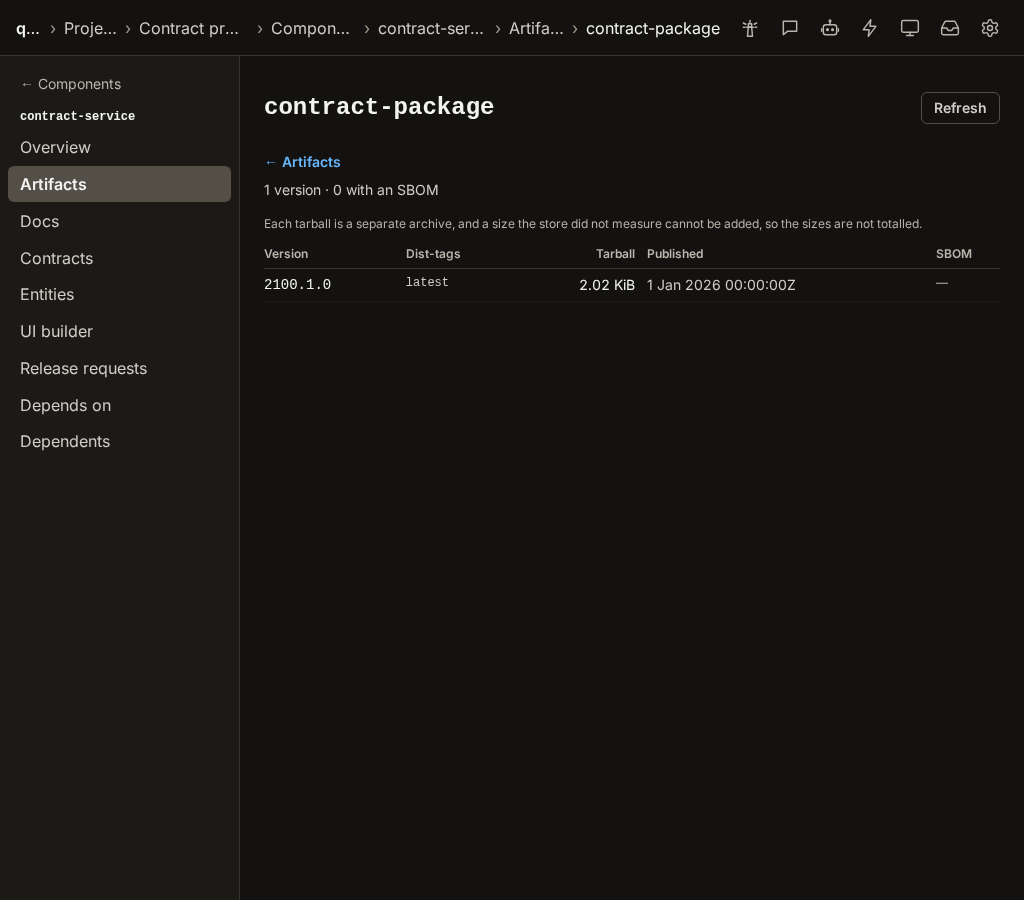 q... › Proje... › Contract pr... › Compon... › contract-ser... › Artifa... › contract-package
← Components
contract-service
Overview
Artifacts
Docs
Contracts
Entities
UI builder
Release requests
Depends on
Dependents
contract-package
Refresh
← Artifacts
1 version · 0 with an SBOM
Each tarball is a separate archive, and a size the store did not measure cannot be added, so the sizes are not totalled.
Version Dist-tags Tarball Published SBOM
2100.1.0 latest 2.02 KiB 1 Jan 2026 00:00:00Z —